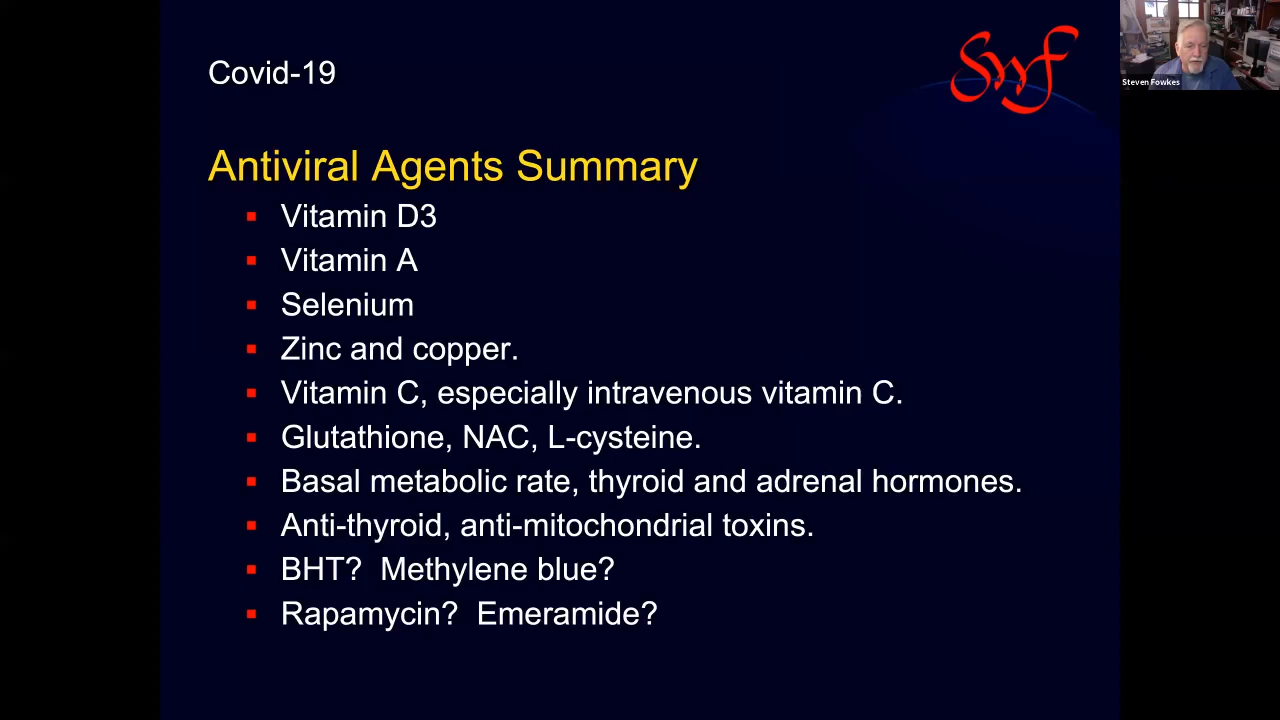 Covid-19
swf
Steven Fowkes
Antiviral Agents Summary
Vitamin D3
Vitamin A
Selenium
Zinc and copper.
Vitamin C, especially intravenous vitamin C.
Glutathione, NAC, L-cysteine.
Basal metabolic rate, thyroid and adrenal hormones.
Anti-thyroid, anti-mitochondrial toxins.
BHT?  Methylene blue?
Rapamycin?  Emeramide?